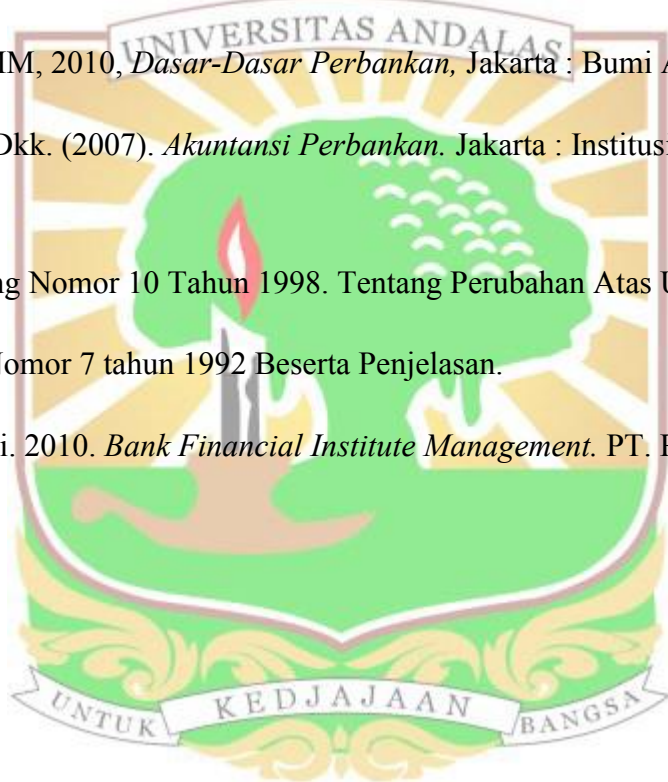 UNIVERSITAS ANDALAS
MM, 2010, Dasar-Dasar Perbankan, Jakarta : Bumi A
Dkk. (2007). Akuntansi Perbankan. Jakarta : Institusi
ng Nomor 10 Tahun 1998. Tentang Perubahan Atas U
Nomor 7 tahun 1992 Beserta Penjelasan.
i. 2010. Bank Financial Institute Management. PT. 
UNTUK KEDJAJAAN BANGSA